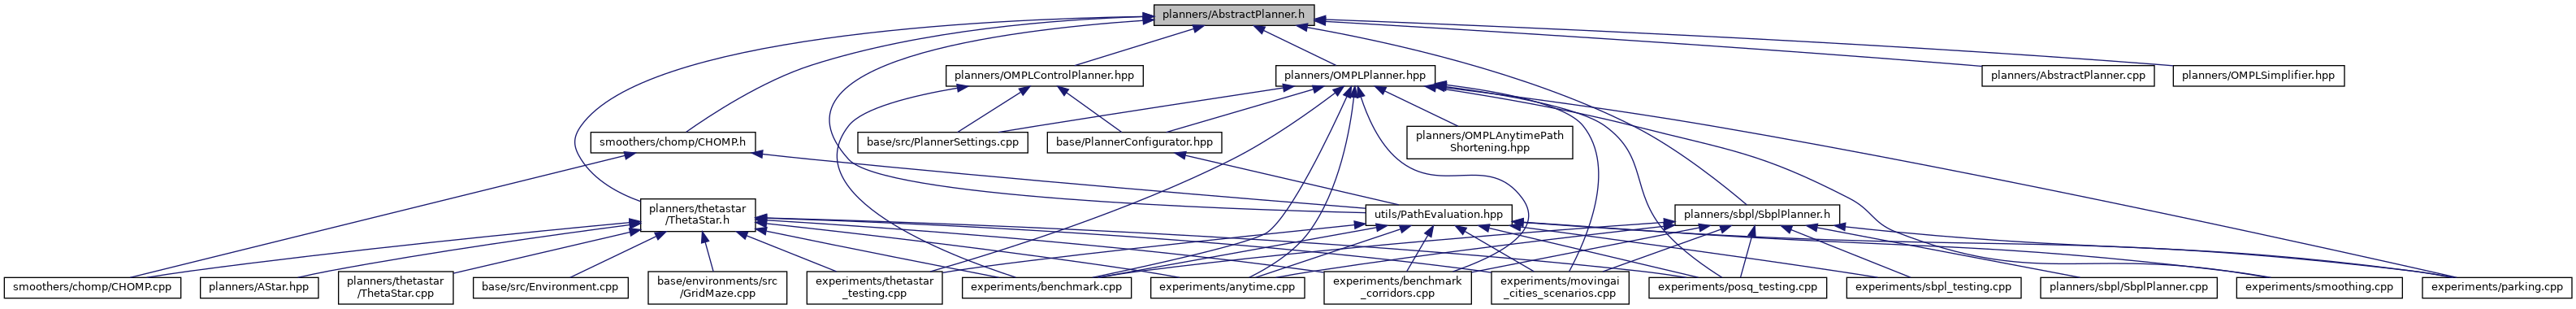 planners/AbstractPlanner.h
planners/OMPLControlPlanner.hpp
planners/OMPLPlanner.hpp
planners/AbstractPlanner.cpp
planners/OMPLSimplifier.hpp
smoothers/chomp/CHOMP.h
base/src/PlannerSettings.cpp
base/PlannerConfigurator.hpp
planners/OMPLAnytimePath
Shortening.hpp
planners/thetastar
/ThetaStar.h
utils/PathEvaluation.hpp
planners/sbpl/SbplPlanner.h
smoothers/chomp/CHOMP.cpp
planners/AStar.hpp
planners/thetastar
/ThetaStar.cpp
base/src/Environment.cpp
base/environments/src
/GridMaze.cpp
experiments/thetastar
_testing.cpp
experiments/benchmark.cpp
experiments/anytime.cpp
experiments/benchmark
_corridors.cpp
experiments/movingai
_cities_scenarios.cpp
experiments/posq_testing.cpp
experiments/sbpl_testing.cpp
planners/sbpl/SbplPlanner.cpp
experiments/smoothing.cpp
experiments/parking.cpp